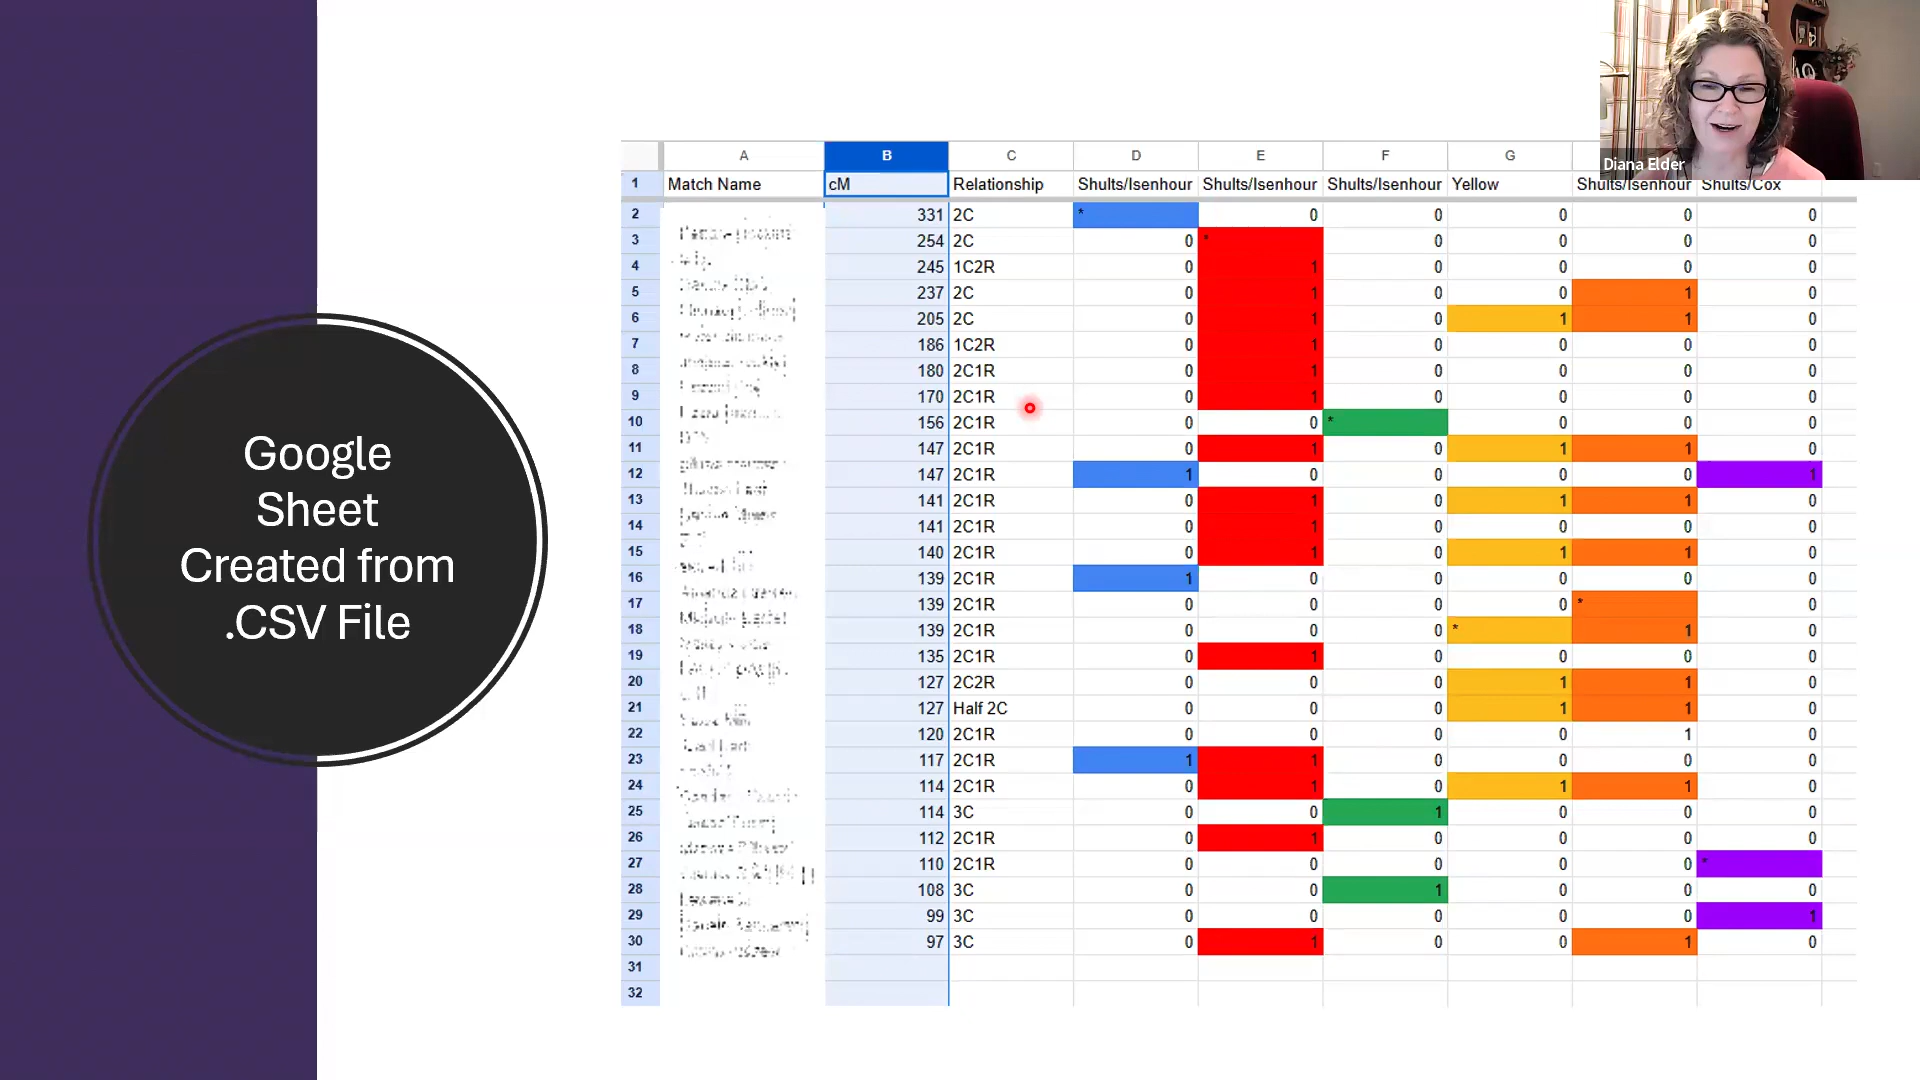 Diana Elder
Google
Sheet
Created from
.CSV File
A B C D E F G
1 Match Name cM Relationship Shults/Isenhour Shults/Isenhour Shults/Isenhour Yellow Shults/Isenhour Shults/Cox
2 331 2C * 0 0 0 0 0
3 254 2C 0 * 0 0 0 0
4 245 1C2R 0 1 0 0 0 0
5 237 2C 0 1 0 0 1 0
6 205 2C 0 1 0 1 1 0
7 186 1C2R 0 1 0 0 0 0
8 180 2C1R 0 1 0 0 0 0
9 170 2C1R 0 1 0 0 0 0
10 156 2C1R 0 0 * 0 0 0
11 147 2C1R 0 1 0 1 1 0
12 147 2C1R 1 0 0 0 0 1
13 141 2C1R 0 1 0 1 1 0
14 141 2C1R 0 1 0 0 0 0
15 140 2C1R 0 1 0 1 1 0
16 139 2C1R 1 0 0 0 0 0
17 139 2C1R 0 0 0 0 * 0
18 139 2C1R 0 0 0 * 1 0
19 135 2C1R 0 1 0 0 0 0
20 127 2C2R 0 0 0 1 1 0
21 127 Half 2C 0 0 0 1 1 0
22 120 2C1R 0 0 0 0 1 0
23 117 2C1R 1 1 0 0 0 0
24 114 2C1R 0 1 0 1 1 0
25 114 3C 0 0 1 0 0 0
26 112 2C1R 0 1 0 0 0 0
27 110 2C1R 0 0 0 0 0 *
28 108 3C 0 0 1 0 0 0
29 99 3C 0 0 0 0 0 1
30 97 3C 0 1 0 0 1 0
31
32